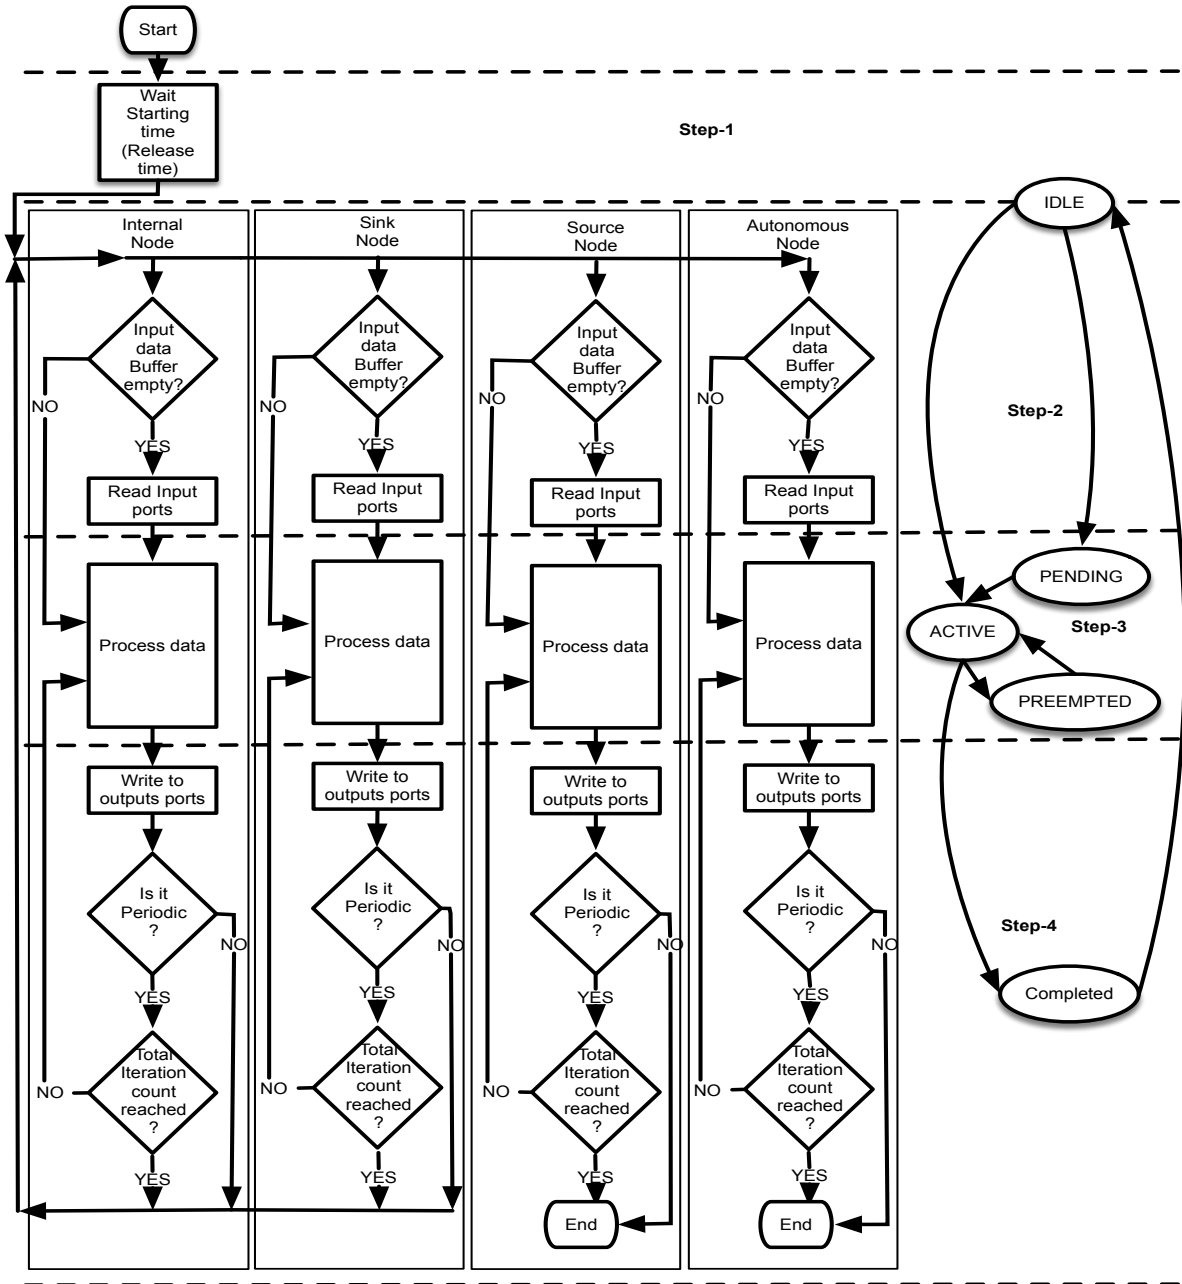 Start
Wait
Starting
time
(Release
time)
Step-1
Internal
Node
Input
data
Buffer
empty?
NO
YES
Read Input
ports
Process data
Write to
outputs ports
Is it
Periodic
?
NO
YES
Total
Iteration
count
reached
?
NO
YES
Sink
Node
Input
data
Buffer
empty?
NO
YES
Read Input
ports
Process data
Write to
outputs ports
Is it
Periodic
?
NO
YES
Total
Iteration
count
reached
?
NO
YES
Source
Node
Input
data
Buffer
empty?
NO
YES
Read Input
ports
Process data
Write to
outputs ports
Is it
Periodic
?
NO
YES
Total
Iteration
count
reached
?
NO
YES
End
Autonomous
Node
Input
data
Buffer
empty?
NO
YES
Read Input
ports
Process data
Write to
outputs ports
Is it
Periodic
?
NO
YES
Total
Iteration
count
reached
?
NO
YES
End
IDLE
Step-2
PENDING
ACTIVE
Step-3
PREEMPTED
Step-4
Completed